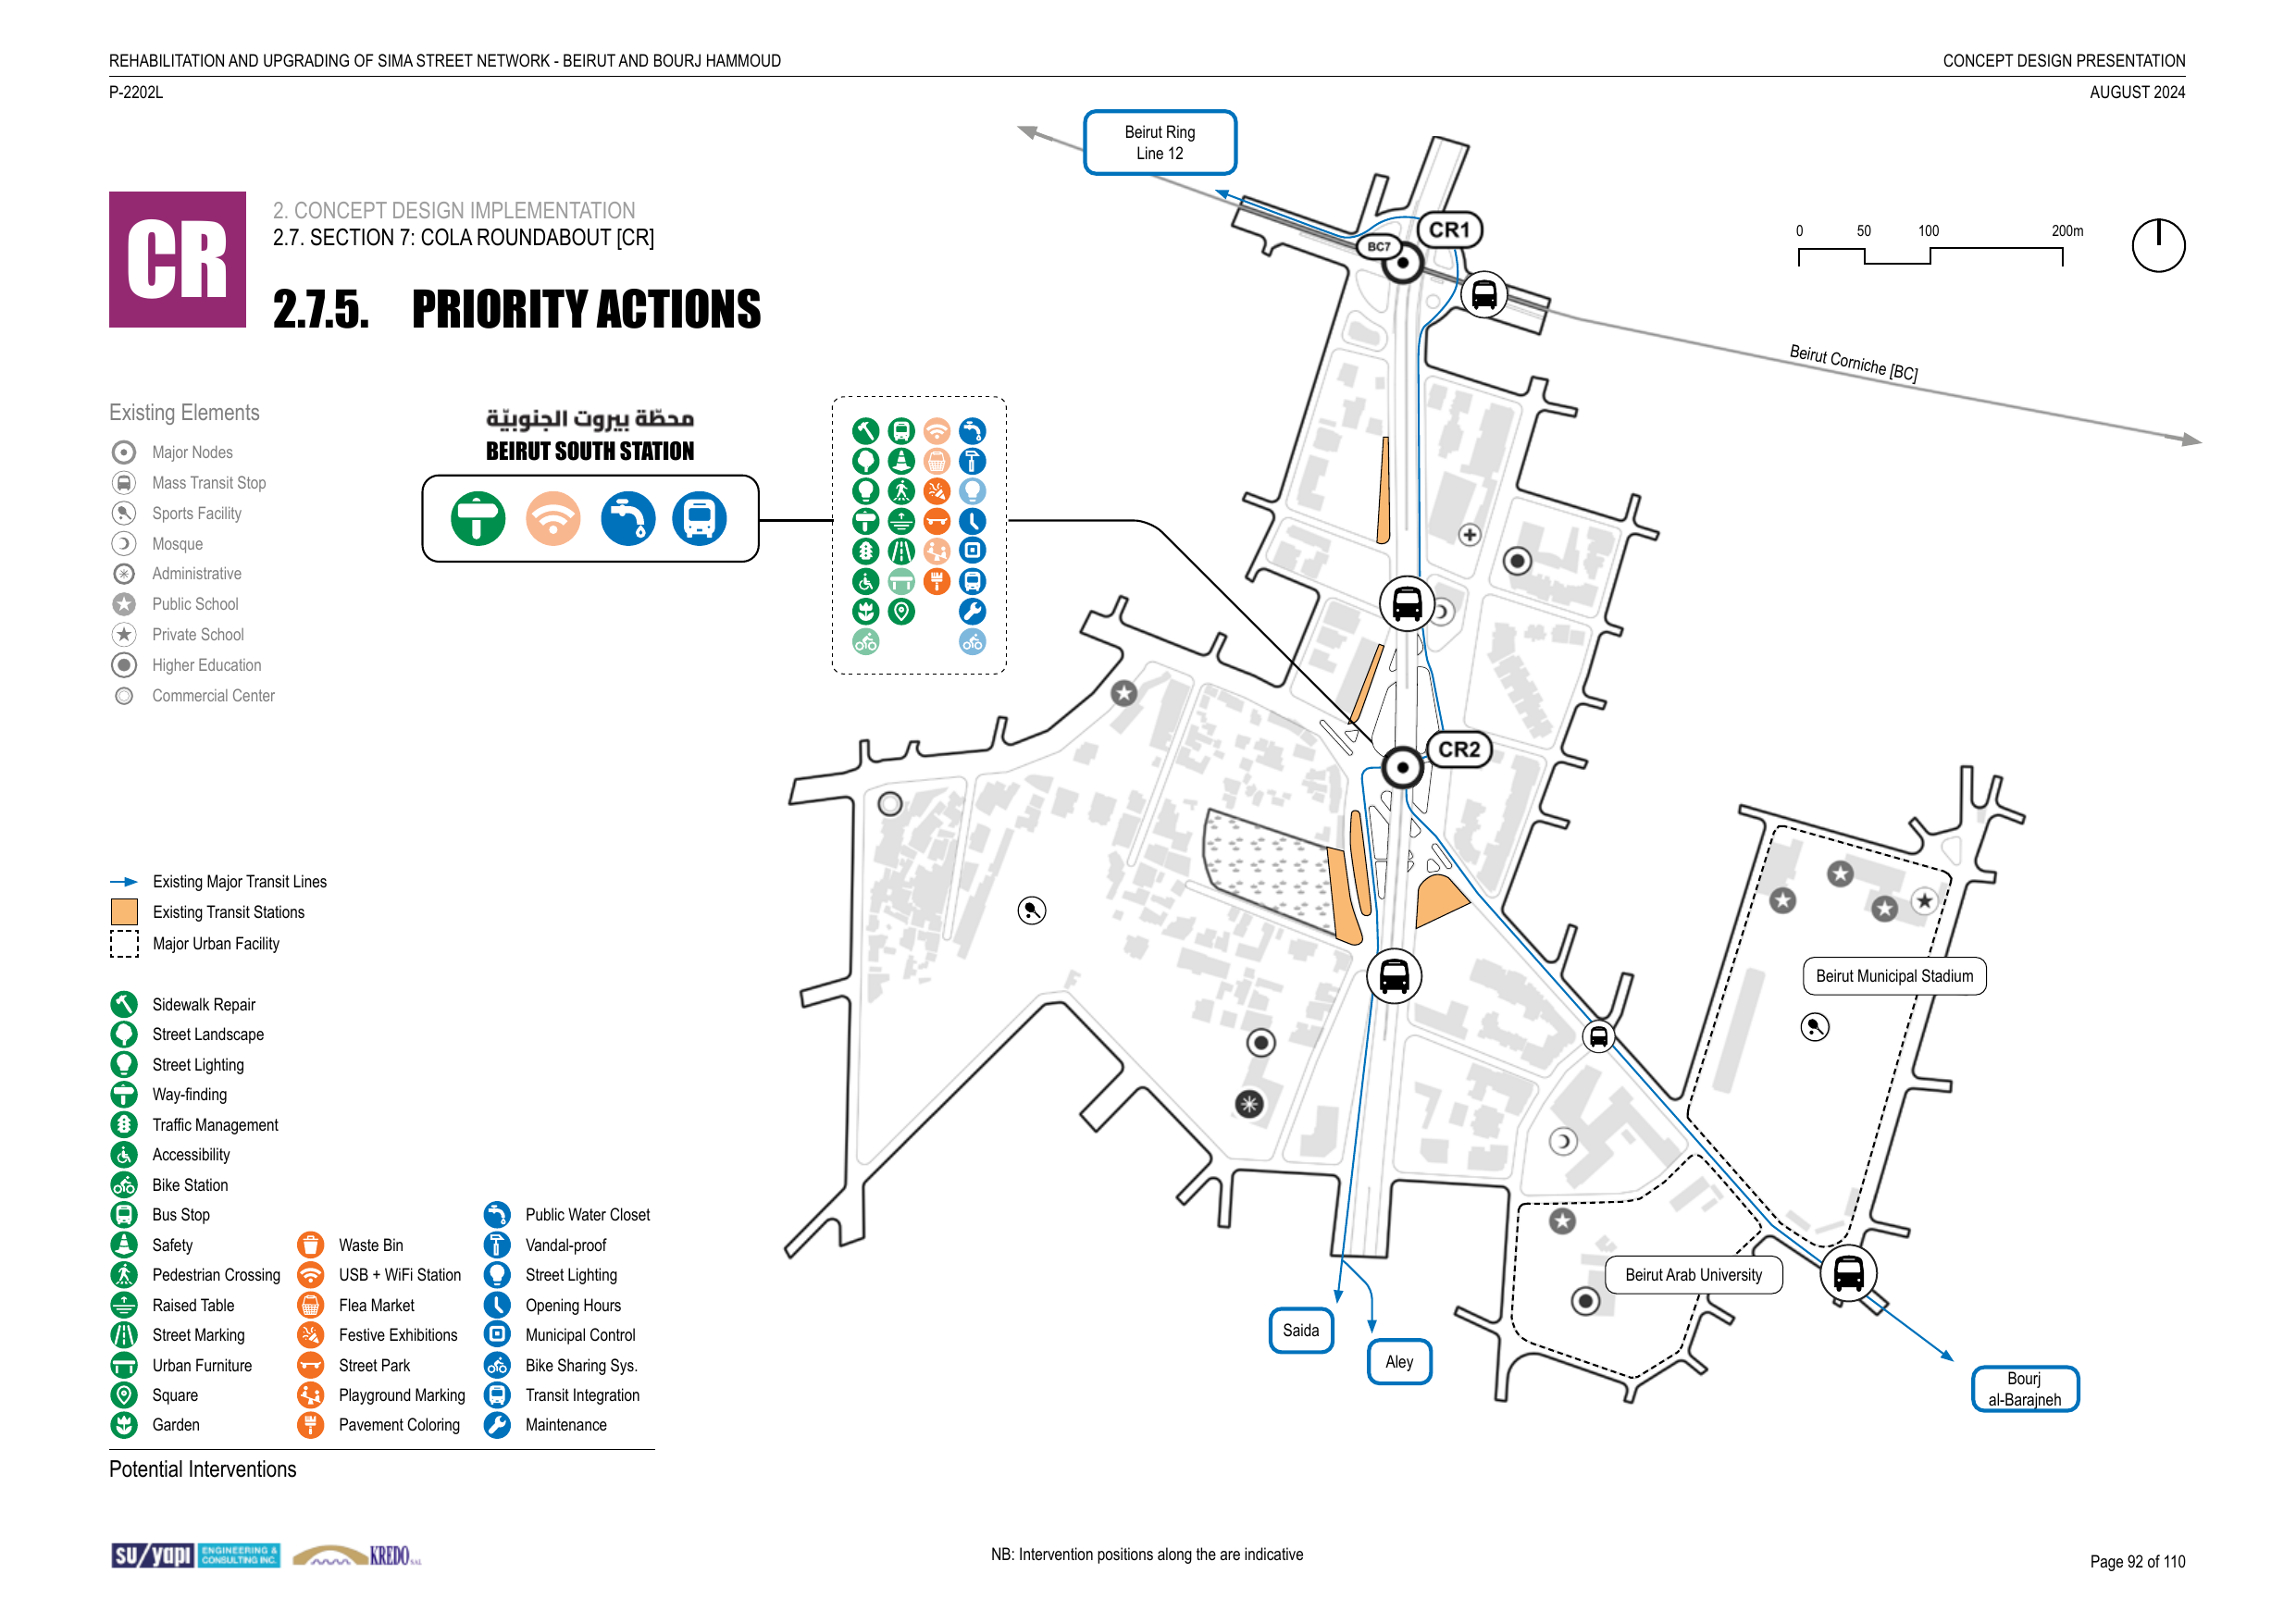 REHABILITATION AND UPGRADING OF SIMA STREET NETWORK - BEIRUT AND BOURJ HAMMOUD
CONCEPT DESIGN PRESENTATION
P-2202L
AUGUST 2024
CR
2. CONCEPT DESIGN IMPLEMENTATION
2.7. SECTION 7: COLA ROUNDABOUT [CR]
2.7.5. PRIORITY ACTIONS
Beirut Ring
Line 12
CR1
BC7
0 50 100 200m
Beirut Corniche [BC]
Existing Elements
Major Nodes
Mass Transit Stop
Sports Facility
Mosque
Administrative
Public School
Private School
Higher Education
Commercial Center
محطّة بيروت الجنوبيّة
BEIRUT SOUTH STATION
CR2
Existing Major Transit Lines
Existing Transit Stations
Major Urban Facility
Beirut Municipal Stadium
Beirut Arab University
Saida
Aley
Bourj
al-Barajneh
Sidewalk Repair
Street Landscape
Street Lighting
Way-finding
Traffic Management
Accessibility
Bike Station
Bus Stop
Safety
Pedestrian Crossing
Raised Table
Street Marking
Urban Furniture
Square
Garden
Waste Bin
USB + WiFi Station
Flea Market
Festive Exhibitions
Street Park
Playground Marking
Pavement Coloring
Public Water Closet
Vandal-proof
Street Lighting
Opening Hours
Municipal Control
Bike Sharing Sys.
Transit Integration
Maintenance
Potential Interventions
su/yapı ENGINEERING &
CONSULTING INC.
KREDO
NB: Intervention positions along the are indicative
Page 92 of 110